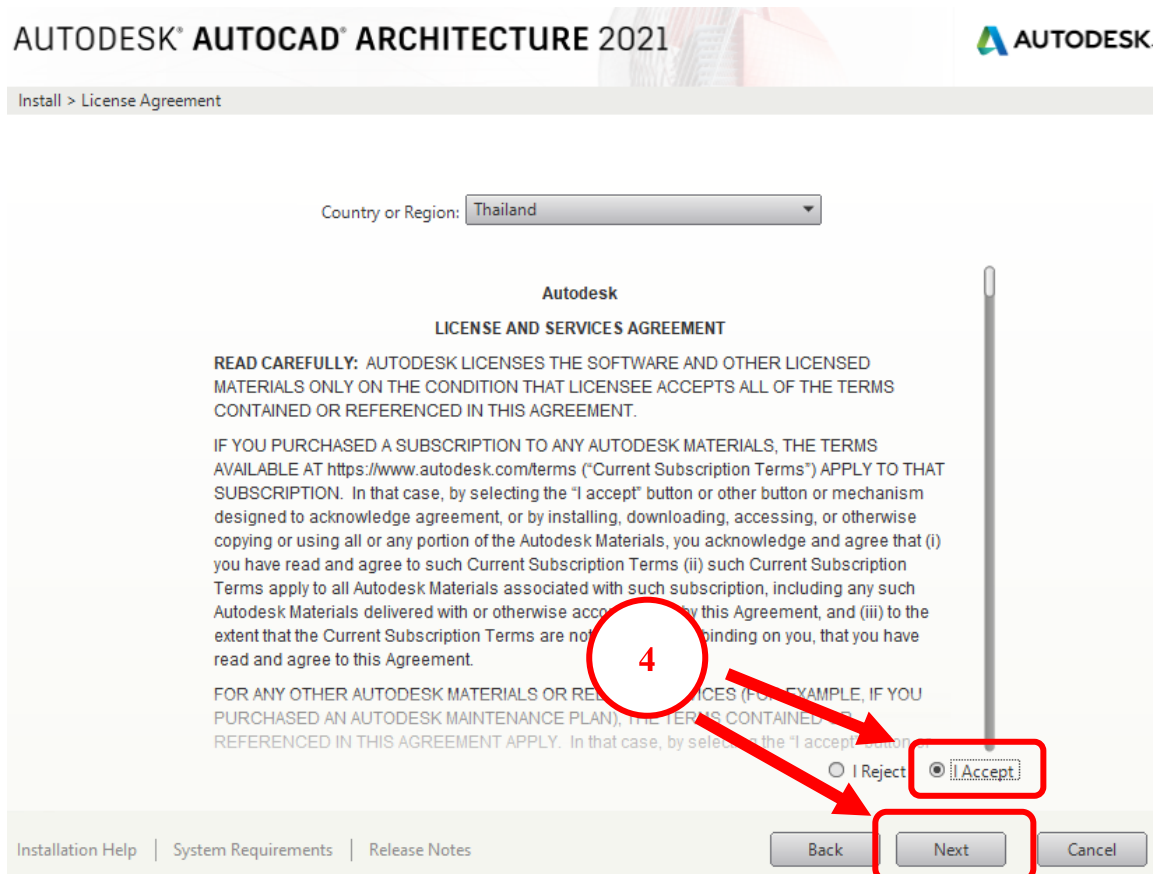 AUTODESK® AUTOCAD® ARCHITECTURE 2021
AUTODESK.
Install > License Agreement
Country or Region: Thailand
Autodesk
LICENSE AND SERVICES AGREEMENT
READ CAREFULLY: AUTODESK LICENSES THE SOFTWARE AND OTHER LICENSED
MATERIALS ONLY ON THE CONDITION THAT LICENSEE ACCEPTS ALL OF THE TERMS
CONTAINED OR REFERENCED IN THIS AGREEMENT.
IF YOU PURCHASED A SUBSCRIPTION TO ANY AUTODESK MATERIALS, THE TERMS
AVAILABLE AT https://www.autodesk.com/terms (“Current Subscription Terms”) APPLY TO THAT
SUBSCRIPTION. In that case, by selecting the “I accept” button or other button or mechanism
designed to acknowledge agreement, or by installing, downloading, accessing, or otherwise
copying or using all or any portion of the Autodesk Materials, you acknowledge and agree that (i)
you have read and agree to such Current Subscription Terms (ii) such Current Subscription
Terms apply to all Autodesk Materials associated with such subscription, including any such
Autodesk Materials delivered with or otherwise by this Agreement, and (iii) to the
extent that the Current Subscription Terms are binding on you, that you have
read and agree to this Agreement.
4
FOR ANY OTHER AUTODESK MATERIALS OR (FOR EXAMPLE, IF YOU
PURCHASED AN AUTODESK MAINTENANCE PLAN), THE TERMS CONTAINED OR
REFERENCED IN THIS AGREEMENT APPLY. In that case, by selecting the “I accept” button or
I Reject I Accept
Installation Help | System Requirements | Release Notes Back Next Cancel